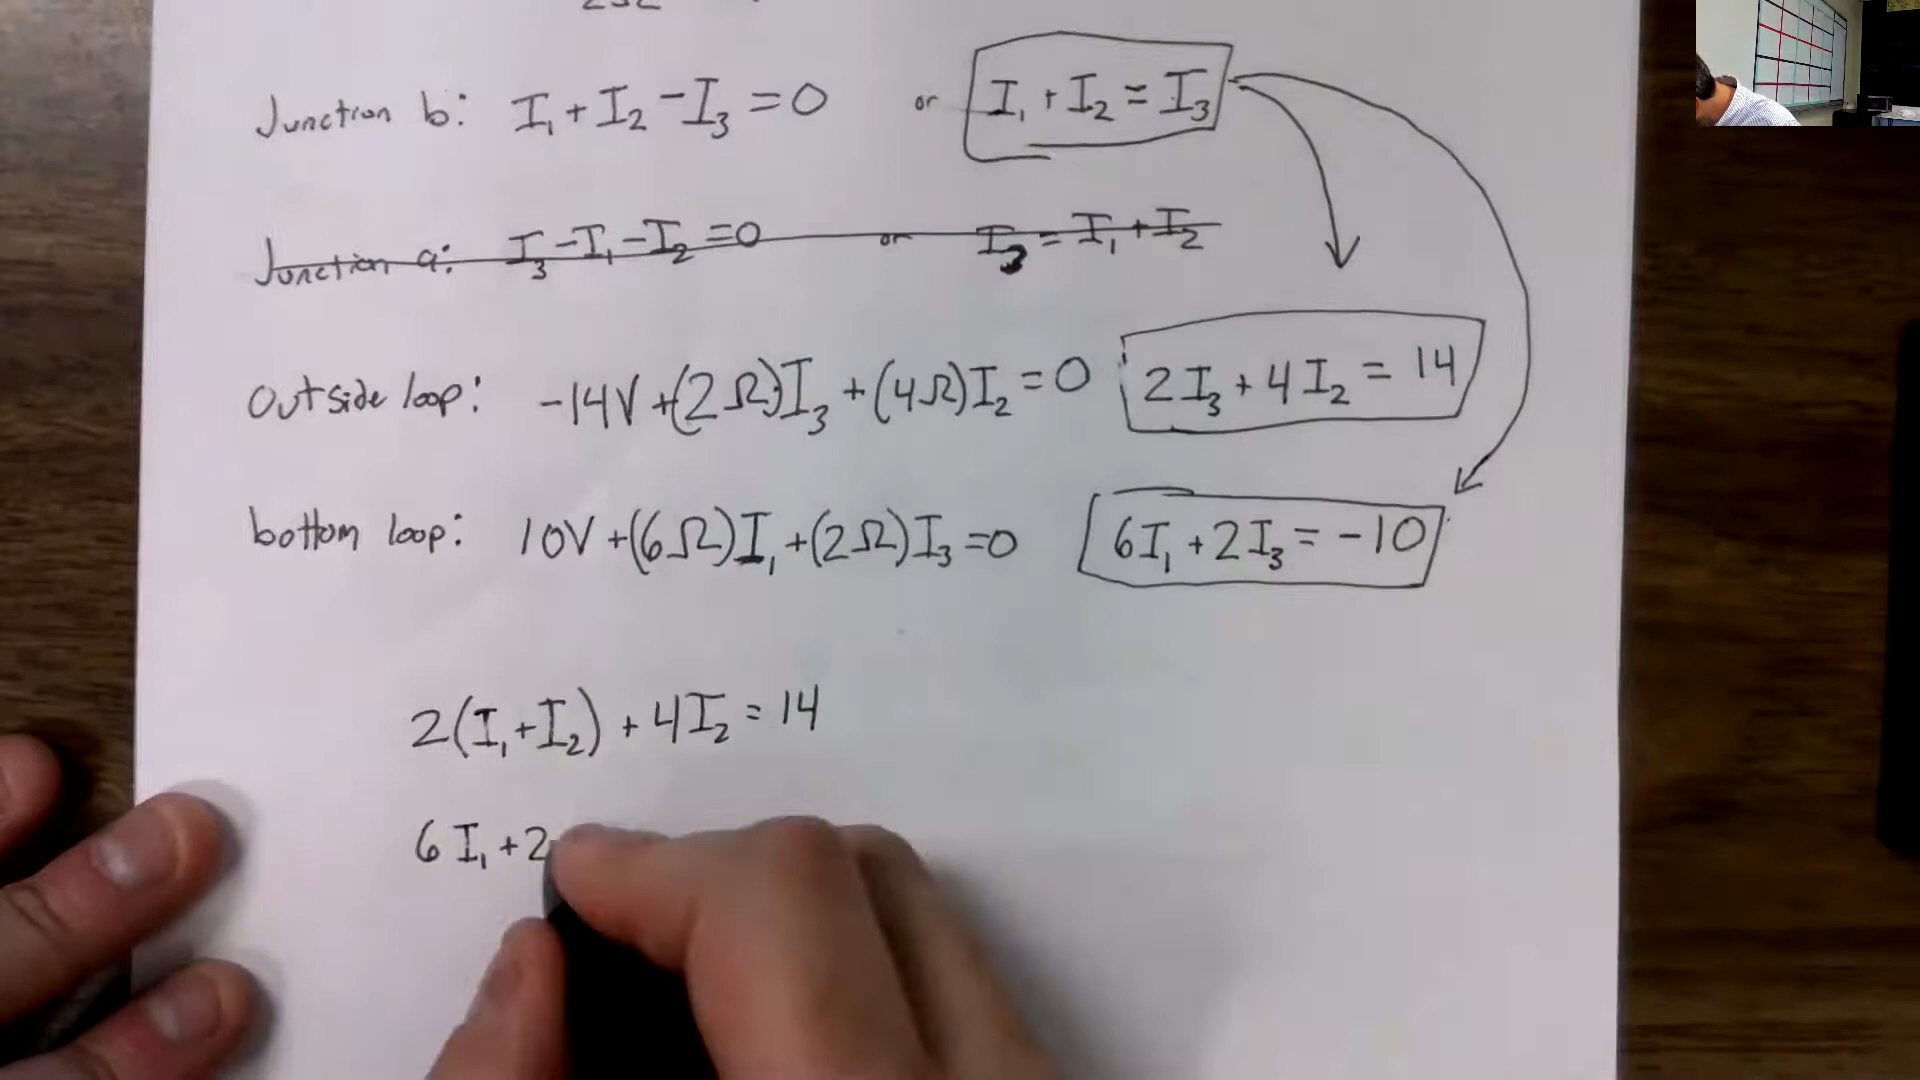 Junction b: I₁ + I₂ - I₃ = 0 or I₁ + I₂ = I₃
Junction a: I₃ - I₁ - I₂ = 0 or I₃ = I₁ + I₂
Outside loop: -14V + (2Ω)I₃ + (4Ω)I₂ = 0 2I₃ + 4I₂ = 14
bottom loop: 10V + (6Ω)I₁ + (2Ω)I₃ = 0 6I₁ + 2I₃ = -10
2(I₁ + I₂) + 4I₂ = 14
6I₁ + 2